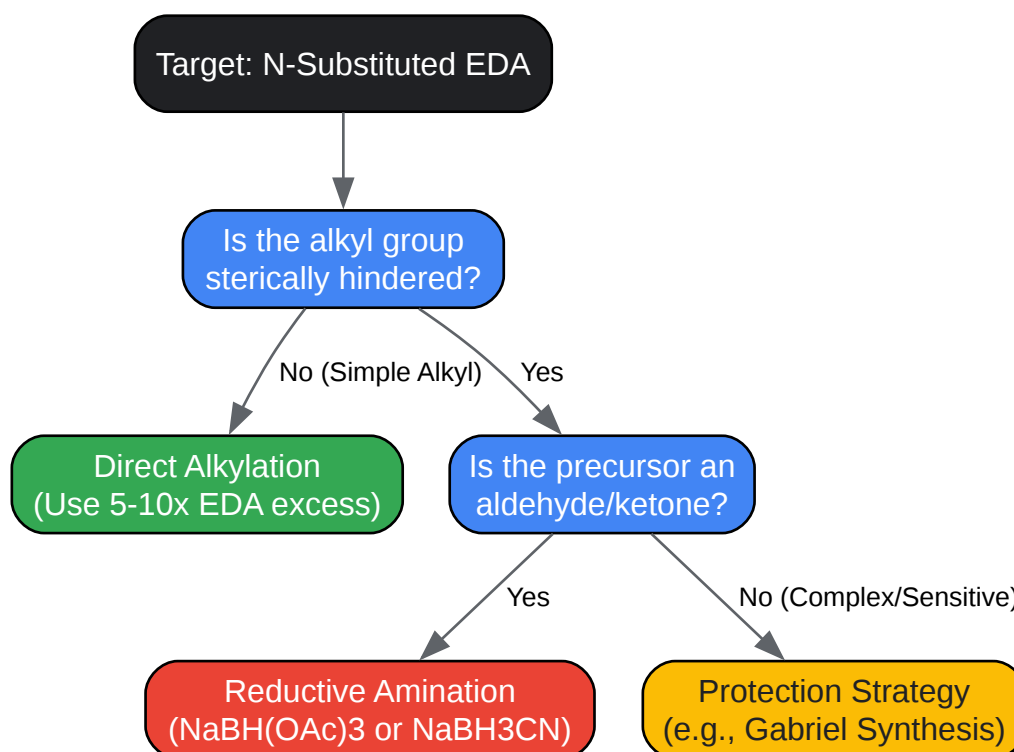 Target: N-Substituted EDA
Is the alkyl group
sterically hindered?
No (Simple Alkyl)
Yes
Direct Alkylation
(Use 5-10x EDA excess)
Is the precursor an
aldehyde/ketone?
Yes
No (Complex/Sensitive)
Reductive Amination
(NaBH(OAc)3 or NaBH3CN)
Protection Strategy
(e.g., Gabriel Synthesis)